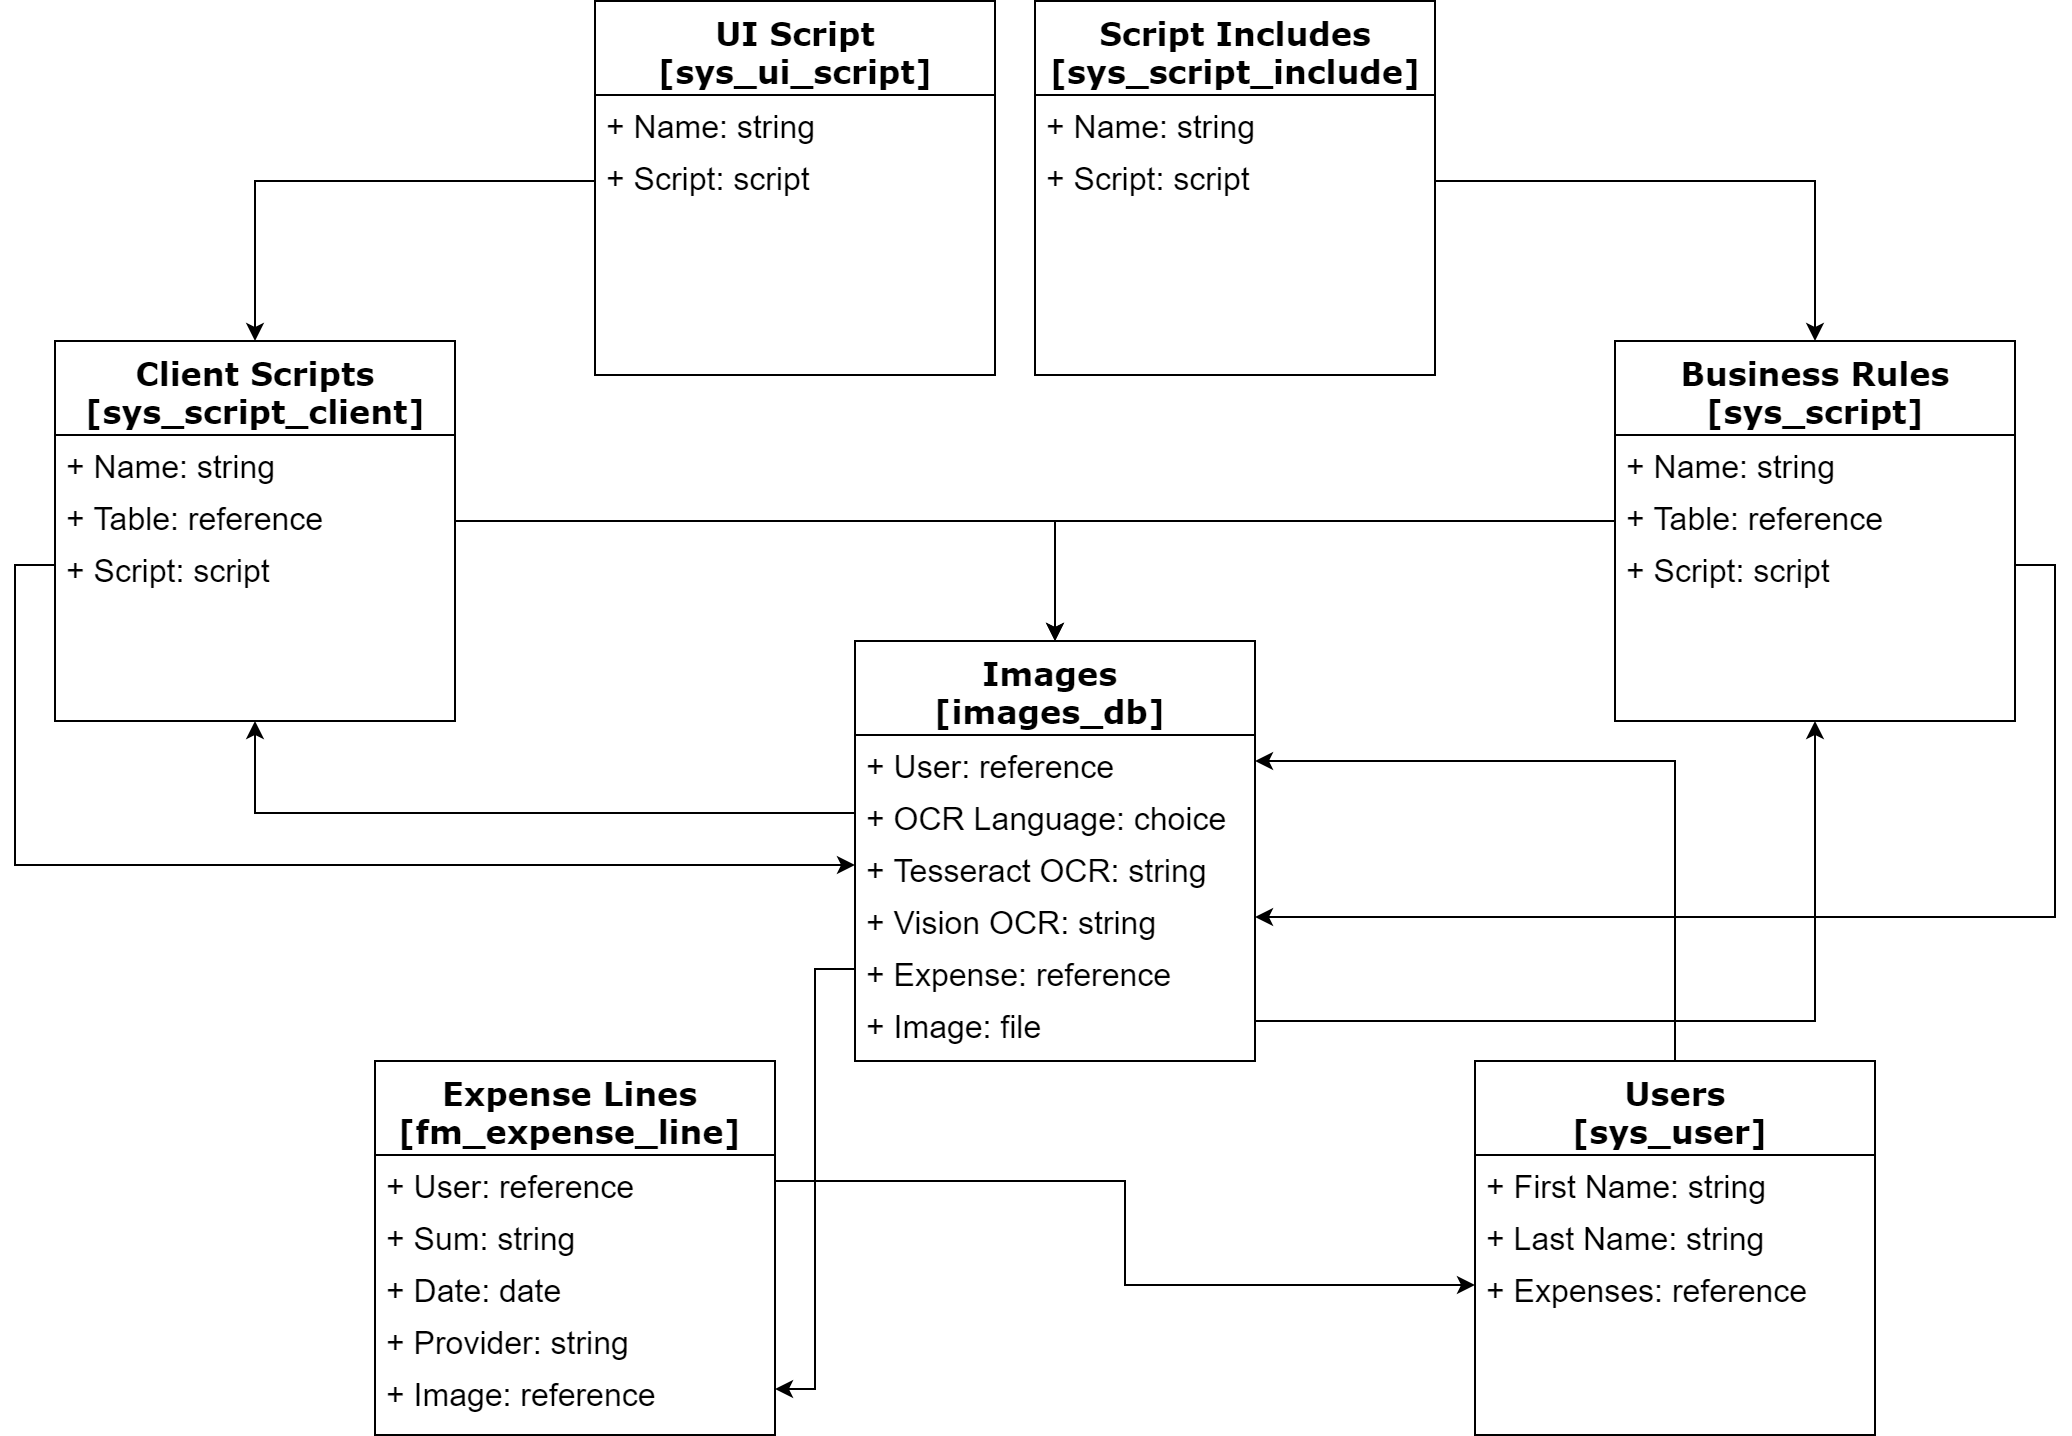 UI Script
[sys_ui_script]
+ Name: string
+ Script: script
Script Includes
[sys_script_include]
+ Name: string
+ Script: script
Client Scripts
[sys_script_client]
+ Name: string
+ Table: reference
+ Script: script
Business Rules
[sys_script]
+ Name: string
+ Table: reference
+ Script: script
Images
[images_db]
+ User: reference
+ OCR Language: choice
+ Tesseract OCR: string
+ Vision OCR: string
+ Expense: reference
+ Image: file
Expense Lines
[fm_expense_line]
+ User: reference
+ Sum: string
+ Date: date
+ Provider: string
+ Image: reference
Users
[sys_user]
+ First Name: string
+ Last Name: string
+ Expenses: reference